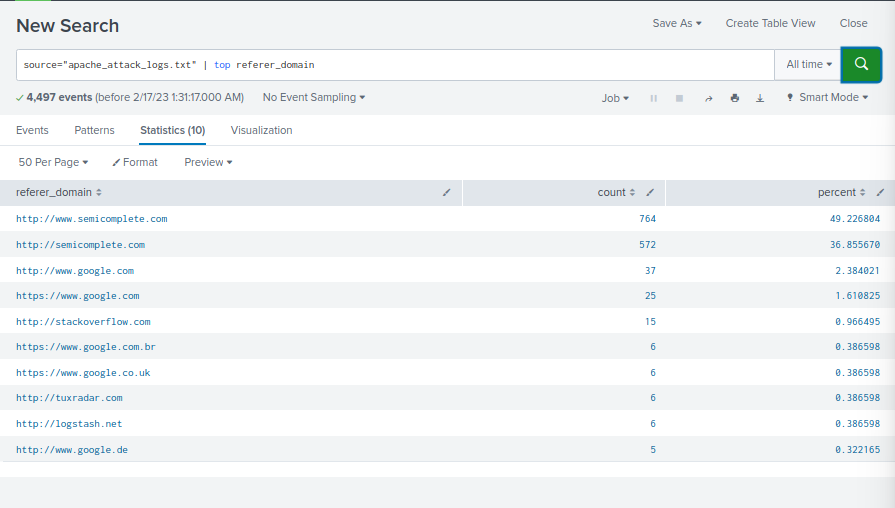 New Search
Save As Create Table View Close
source="apache_attack_logs.txt" | top referer_domain
All time
4,497 events (before 2/17/23 1:31:17.000 AM) No Event Sampling
Job Smart Mode
Events Patterns Statistics (10) Visualization
50 Per Page Format Preview
referer_domain count percent
http://www.semicomplete.com 764 49.226804
http://semicomplete.com 572 36.855670
http://www.google.com 37 2.384021
https://www.google.com 25 1.610825
http://stackoverflow.com 15 0.966495
https://www.google.com.br 6 0.386598
https://www.google.co.uk 6 0.386598
http://tuxradar.com 6 0.386598
http://logstash.net 6 0.386598
http://www.google.de 5 0.322165